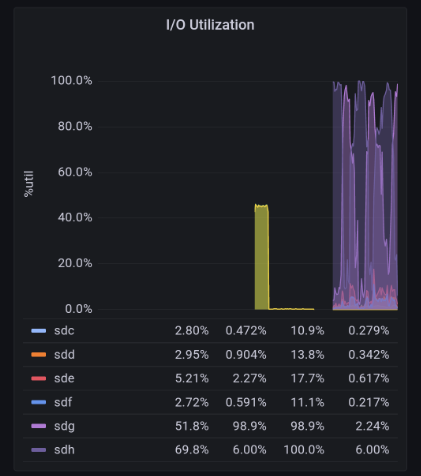 I/O Utilization
100.0%
80.0%
60.0%
40.0%
20.0%
0.0%
%util
sdc 2.80% 0.472% 10.9% 0.279%
sdd 2.95% 0.904% 13.8% 0.342%
sde 5.21% 2.27% 17.7% 0.617%
sdf 2.72% 0.591% 11.1% 0.217%
sdg 51.8% 98.9% 98.9% 2.24%
sdh 69.8% 6.00% 100.0% 6.00%